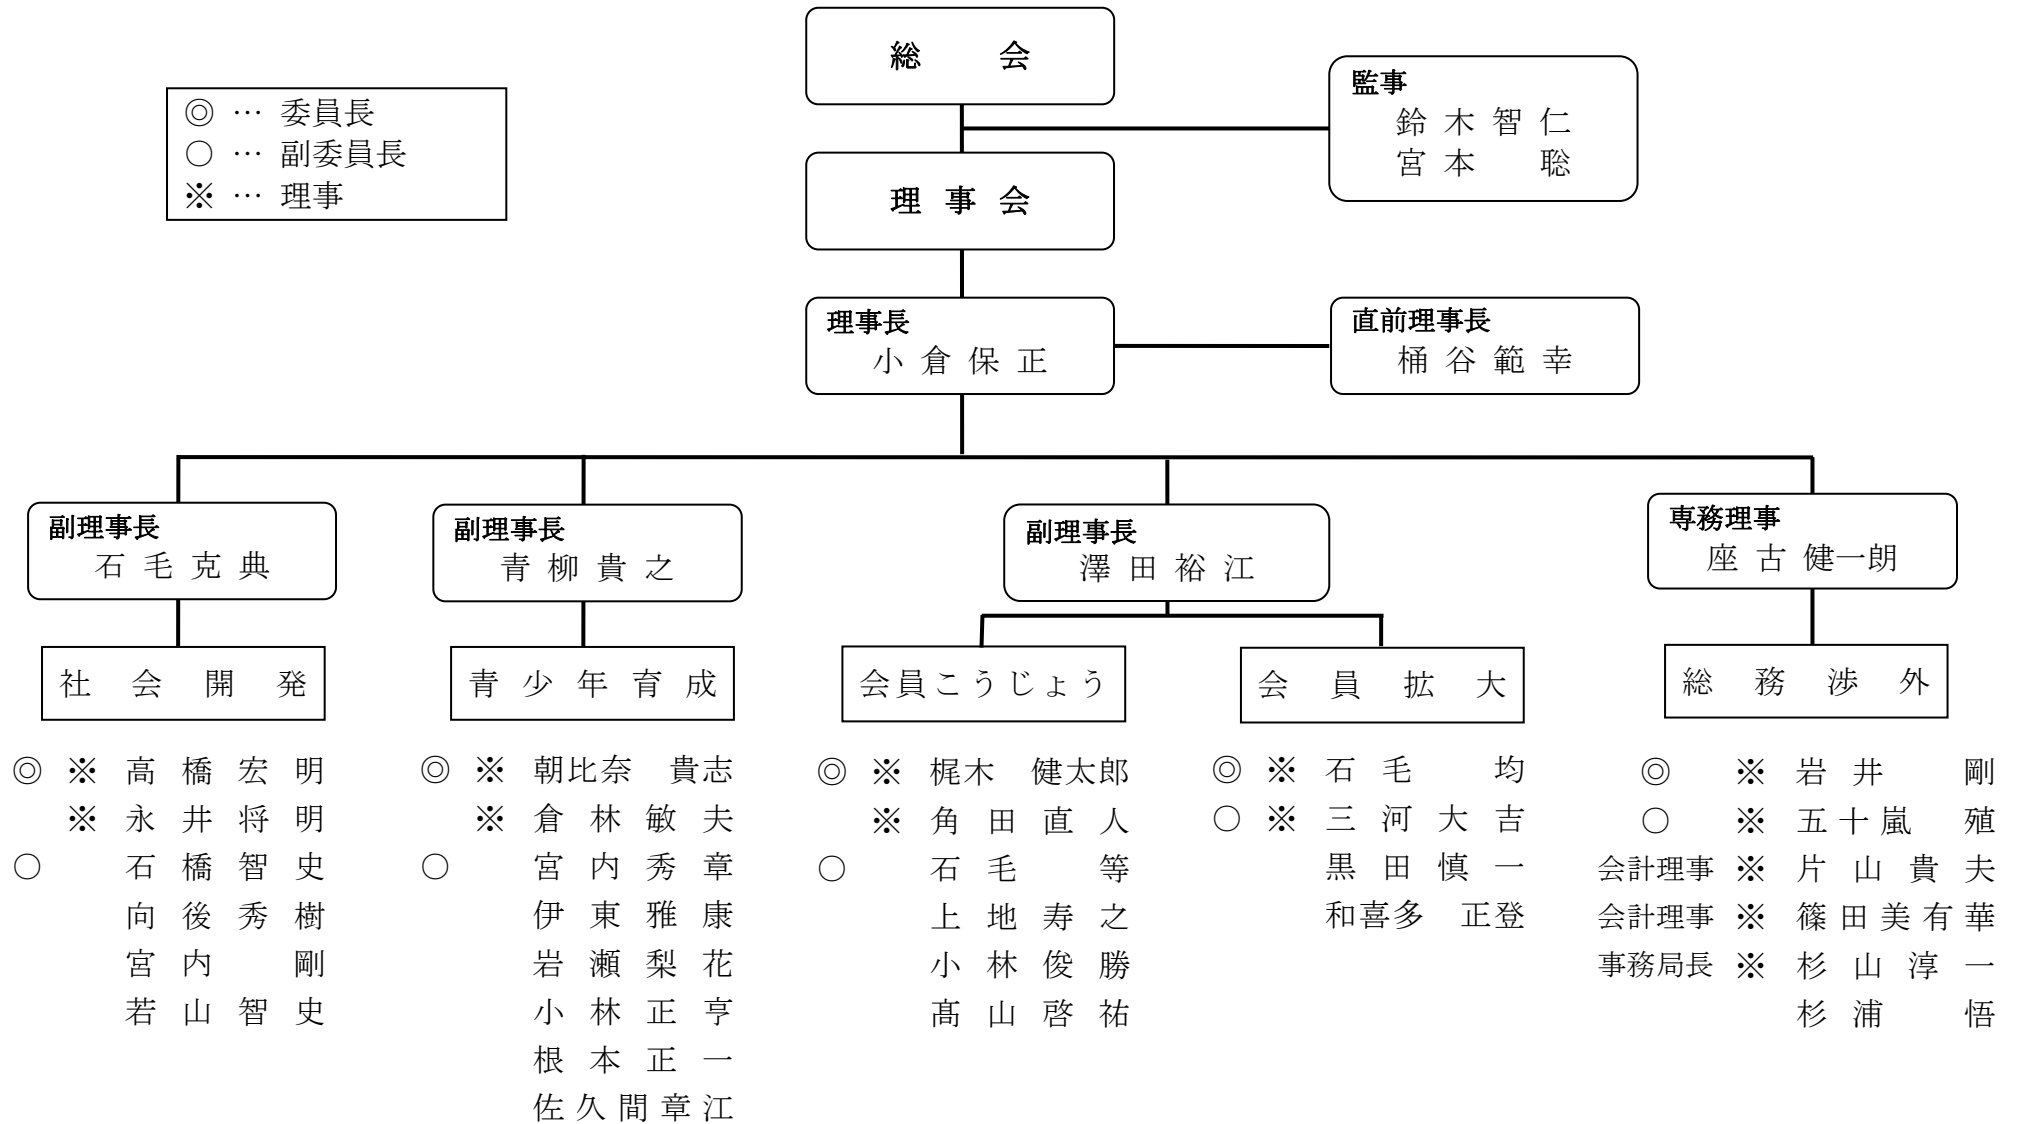 総会
監事
鈴木智仁
宮本 聡
◎ … 委員長
○ … 副委員長
※ … 理事
理事会
理事長
小倉保正
直前理事長
桶谷範幸
副理事長
石毛克典
副理事長
青柳貴之
副理事長
澤田裕江
専務理事
座古健一朗
社会開発
◎ ※ 高橋宏明
※ 永井将明
○ 石橋智史
向後秀樹
宮内 剛
若山智史
青少年育成
◎ ※ 朝比奈 貴志
※ 倉林敏夫
○ 宮内秀章
伊東雅康
岩瀬梨花
小林正亨
根本正一
佐久間章江
会員こうじょう
◎ ※ 梶木 健太郎
※ 角田直人
○ 石毛 等
上地寿之
小林俊勝
髙山啓祐
会員拡大
◎ ※ 石毛 均
○ ※ 三河大吉
黒田慎一
和喜多 正登
総務渉外
◎ ※ 岩井 剛
○ ※ 五十嵐 殖
会計理事 ※ 片山貴夫
会計理事 ※ 篠田美有華
事務局長 ※ 杉山淳一
杉浦 悟